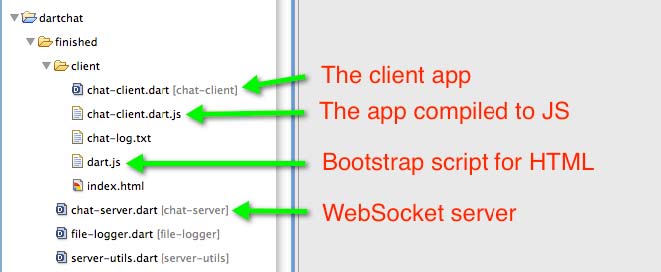 dartchat
finished
client
chat-client.dart [chat-client] The client app
chat-client.dart.js The app compiled to JS
chat-log.txt
dart.js Bootstrap script for HTML
index.html
chat-server.dart [chat-server] WebSocket server
file-logger.dart [file-logger]
server-utils.dart [server-utils]